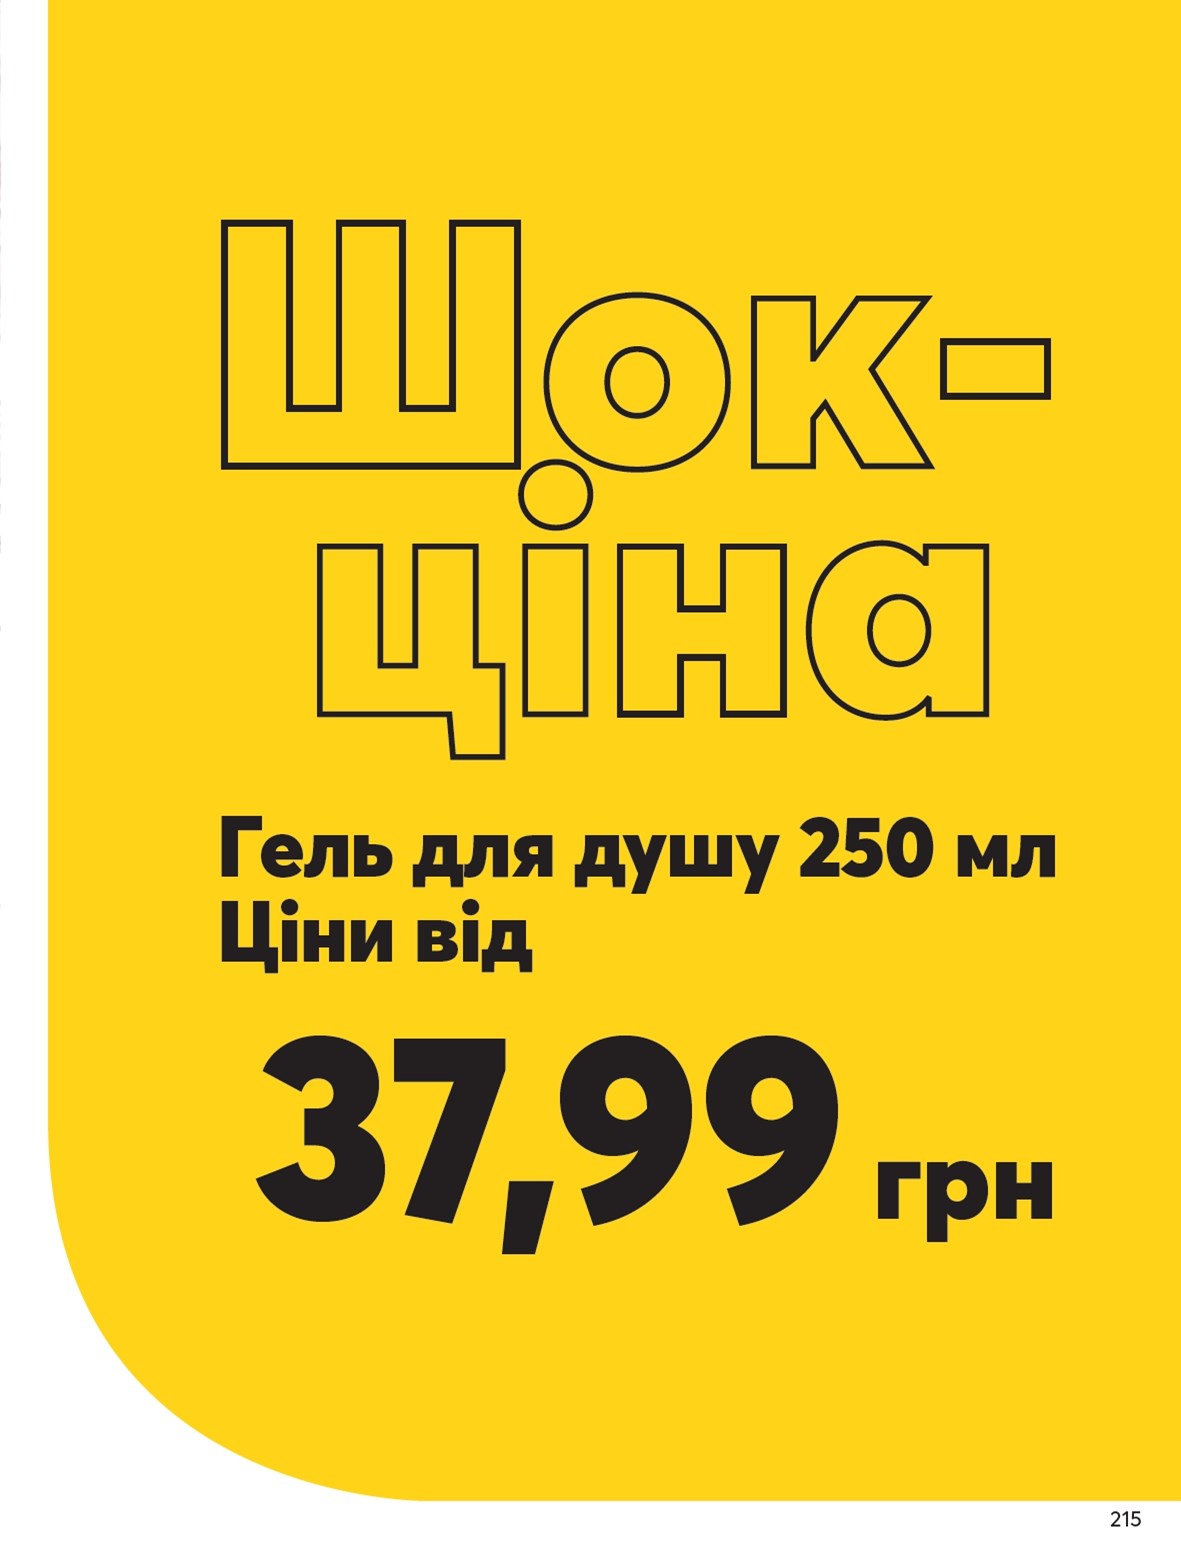 Шок-
ціна
Гель для душу 250 мл
Ціни від
37,99 грн
215